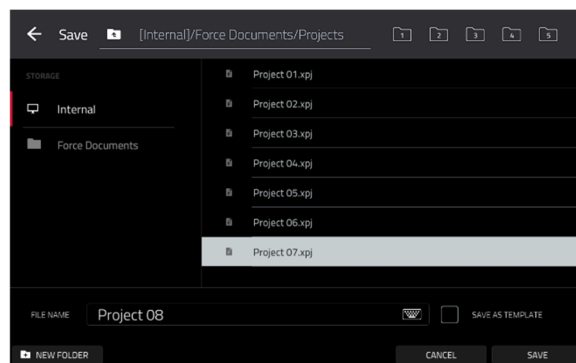 Save [Internal]/Force Documents/Projects 1 2 3 4 5
STORAGE
Internal
Force Documents
Project 01.xpj
Project 02.xpj
Project 03.xpj
Project 04.xpj
Project 05.xpj
Project 06.xpj
Project 07.xpj
FILE NAME Project 08 SAVE AS TEMPLATE
NEW FOLDER CANCEL SAVE